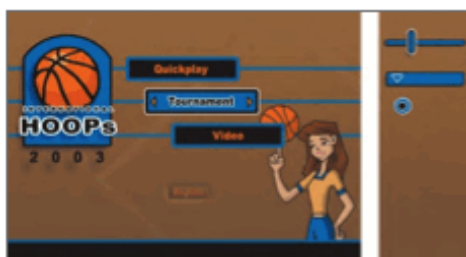 Quickplay
INTERNATIONAL
Tournament
HOOPs
2003
Video